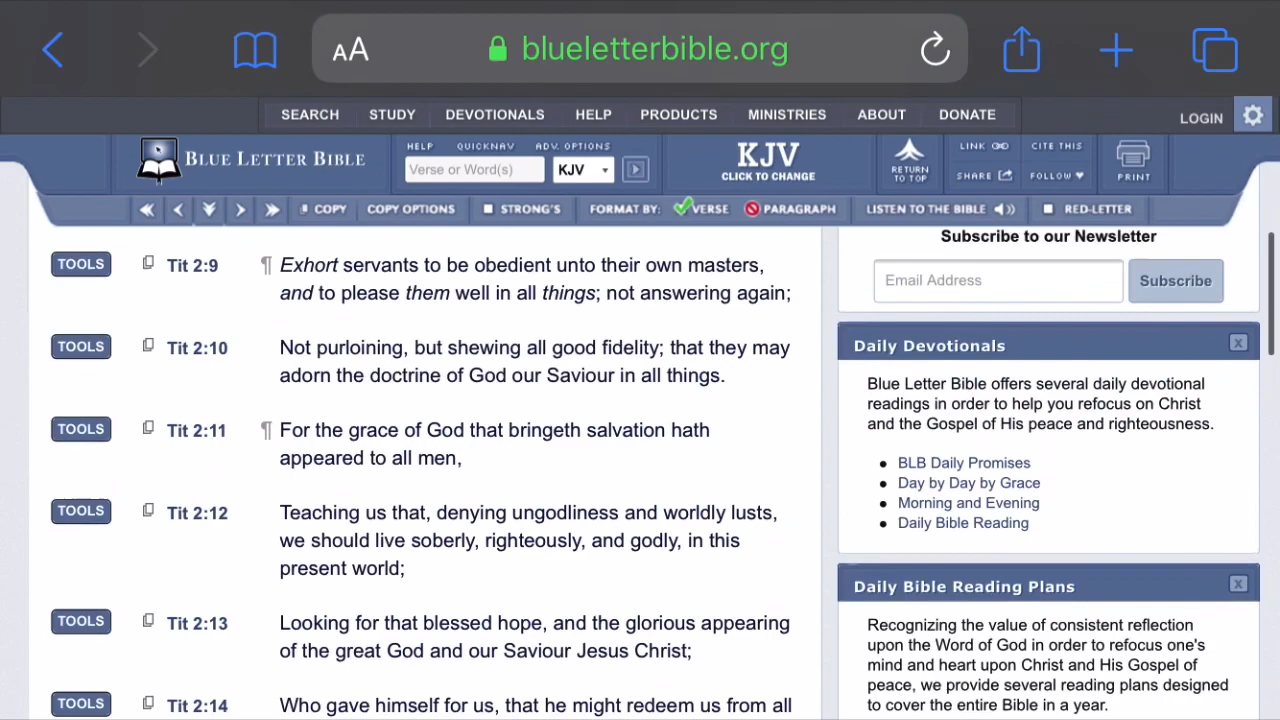 AA blueletterbible.org
SEARCH STUDY DEVOTIONALS HELP PRODUCTS MINISTRIES ABOUT DONATE LOGIN
BLUE LETTER BIBLE
HELP QUICKNAV ADV. OPTIONS
Verse or Word(s) KJV
KJV
CLICK TO CHANGE
RETURN
TO TOP
LINK CITE THIS
SHARE FOLLOW
PRINT
COPY COPY OPTIONS STRONG'S FORMAT BY: VERSE PARAGRAPH LISTEN TO THE BIBLE RED-LETTER
TOOLS Tit 2:9 ¶ Exhort servants to be obedient unto their own masters,
and to please them well in all things; not answering again;
TOOLS Tit 2:10 Not purloining, but shewing all good fidelity; that they may
adorn the doctrine of God our Saviour in all things.
TOOLS Tit 2:11 ¶ For the grace of God that bringeth salvation hath
appeared to all men,
TOOLS Tit 2:12 Teaching us that, denying ungodliness and worldly lusts,
we should live soberly, righteously, and godly, in this
present world;
TOOLS Tit 2:13 Looking for that blessed hope, and the glorious appearing
of the great God and our Saviour Jesus Christ;
TOOLS Tit 2:14 Who gave himself for us, that he might redeem us from all
Subscribe to our Newsletter
Email Address Subscribe
Daily Devotionals x
Blue Letter Bible offers several daily devotional
readings in order to help you refocus on Christ
and the Gospel of His peace and righteousness.
• BLB Daily Promises
• Day by Day by Grace
• Morning and Evening
• Daily Bible Reading
Daily Bible Reading Plans x
Recognizing the value of consistent reflection
upon the Word of God in order to refocus one's
mind and heart upon Christ and His Gospel of
peace, we provide several reading plans designed
to cover the entire Bible in a year.